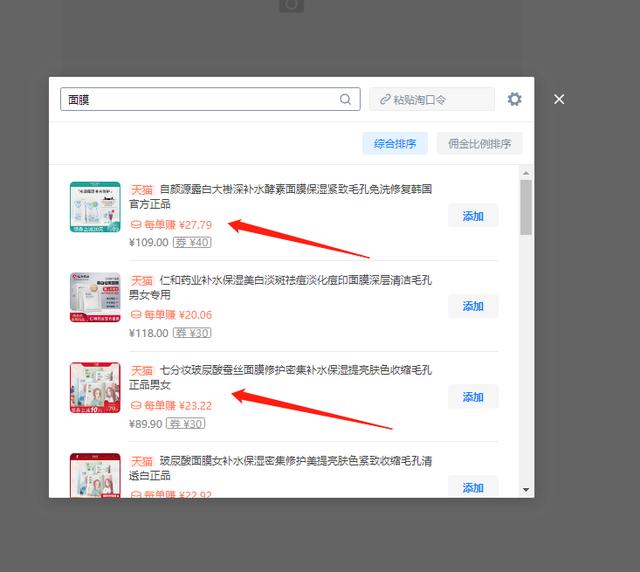 面膜
粘贴淘口令
综合排序
佣金比例排序
天猫 自颜源露白大樹深补水酵素面膜保湿紧致毛孔免洗修复韩国
官方正品
每单赚 ¥27.79
¥109.00 券 ¥40
添加
天猫 仁和药业补水保湿美白淡斑祛痘淡化痘印面膜深层清洁毛孔
男女专用
每单赚 ¥20.06
¥118.00 券 ¥30
添加
天猫 七分妆玻尿酸蚕丝面膜修护密集补水保湿提亮肤色收缩毛孔
正品男女
每单赚 ¥23.22
¥89.90 券 ¥30
添加
天猫 玻尿酸面膜女补水保湿密集修护美提亮肤色紧致收缩毛孔清
透白正品
每单赚 ¥22.92
添加